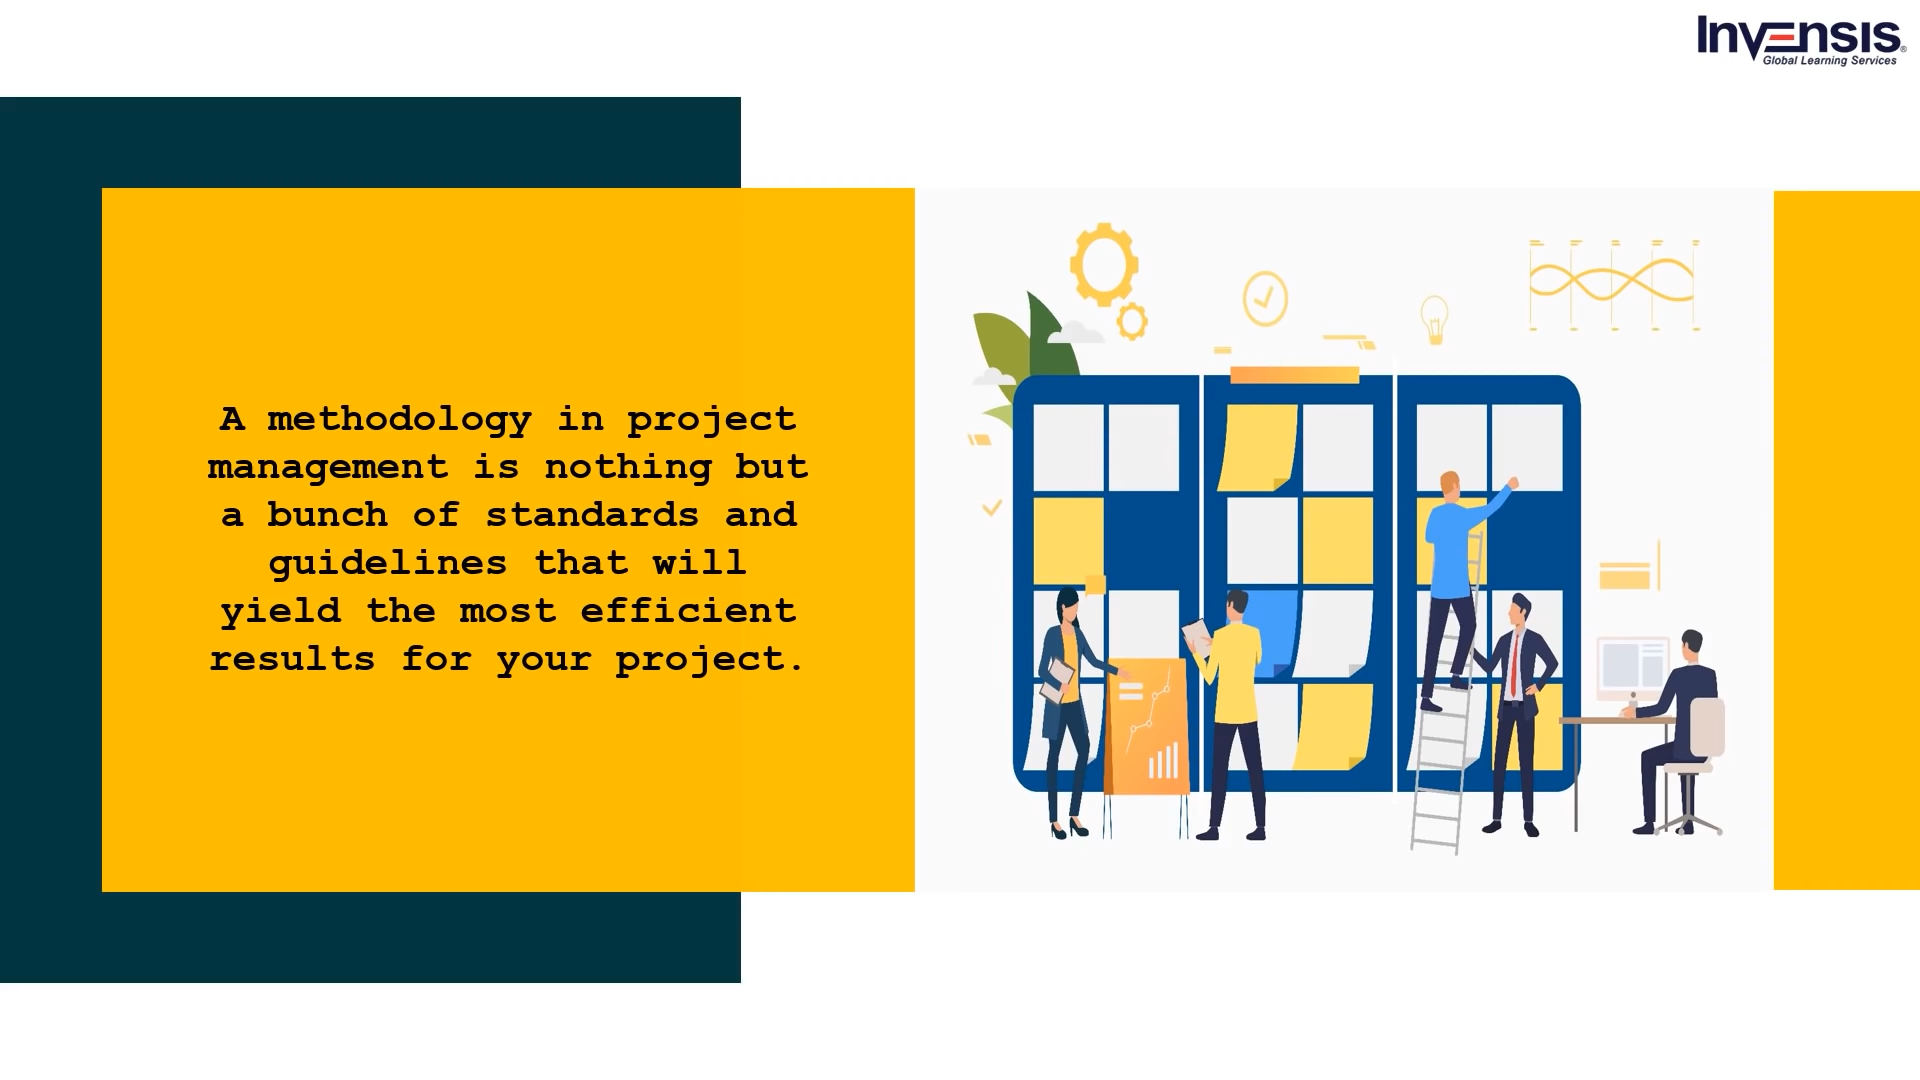 Invensis®
Global Learning Services
A methodology in project
management is nothing but
a bunch of standards and
guidelines that will
yield the most efficient
results for your project.